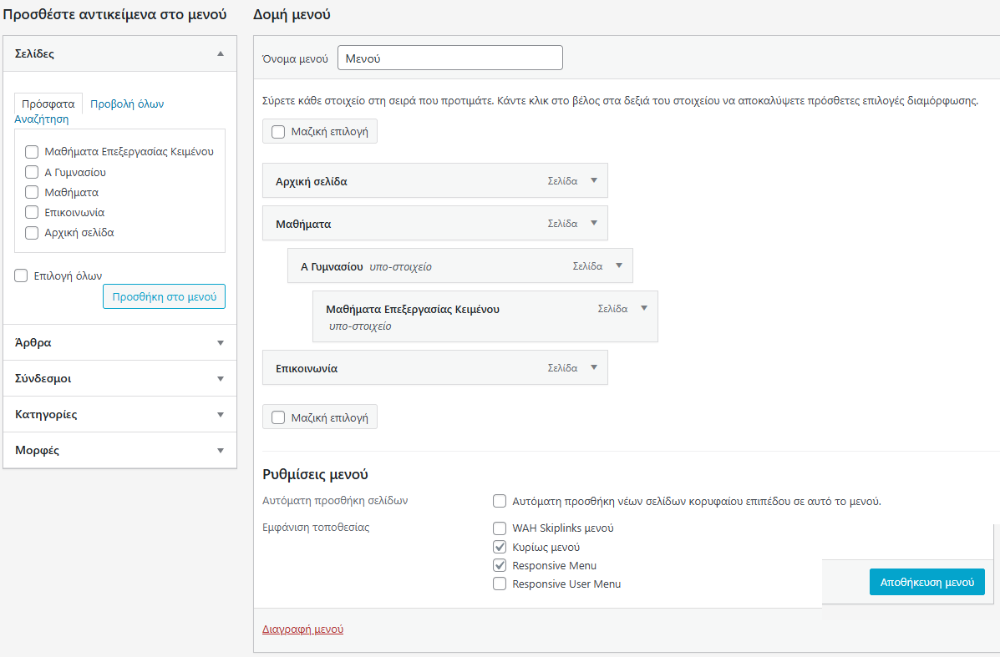 Προσθέστε αντικείμενα στο μενού
Σελίδες
Πρόσφατα Προβολή όλων
Αναζήτηση
Μαθήματα Επεξεργασίας Κειμένου
Α Γυμνασίου
Μαθήματα
Επικοινωνία
Αρχική σελίδα
Επιλογή όλων
Προσθήκη στο μενού
Άρθρα
Σύνδεσμοι
Κατηγορίες
Μορφές
Δομή μενού
Όνομα μενού Μενού
Σύρετε κάθε στοιχείο στη σειρά που προτιμάτε. Κάντε κλικ στο βέλος στα δεξιά του στοιχείου να αποκαλύψετε πρόσθετες επιλογές διαμόρφωσης.
Μαζική επιλογή
Αρχική σελίδα Σελίδα
Μαθήματα Σελίδα
Α Γυμνασίου υπο-στοιχείο Σελίδα
Μαθήματα Επεξεργασίας Κειμένου Σελίδα
υπο-στοιχείο
Επικοινωνία Σελίδα
Μαζική επιλογή
Ρυθμίσεις μενού
Αυτόματη προσθήκη σελίδων Αυτόματη προσθήκη νέων σελίδων κορυφαίου επιπέδου σε αυτό το μενού.
Εμφάνιση τοποθεσίας WAH Skiplinks μενού
Κυρίως μενού
Responsive Menu
Responsive User Menu
Αποθήκευση μενού
Διαγραφή μενού